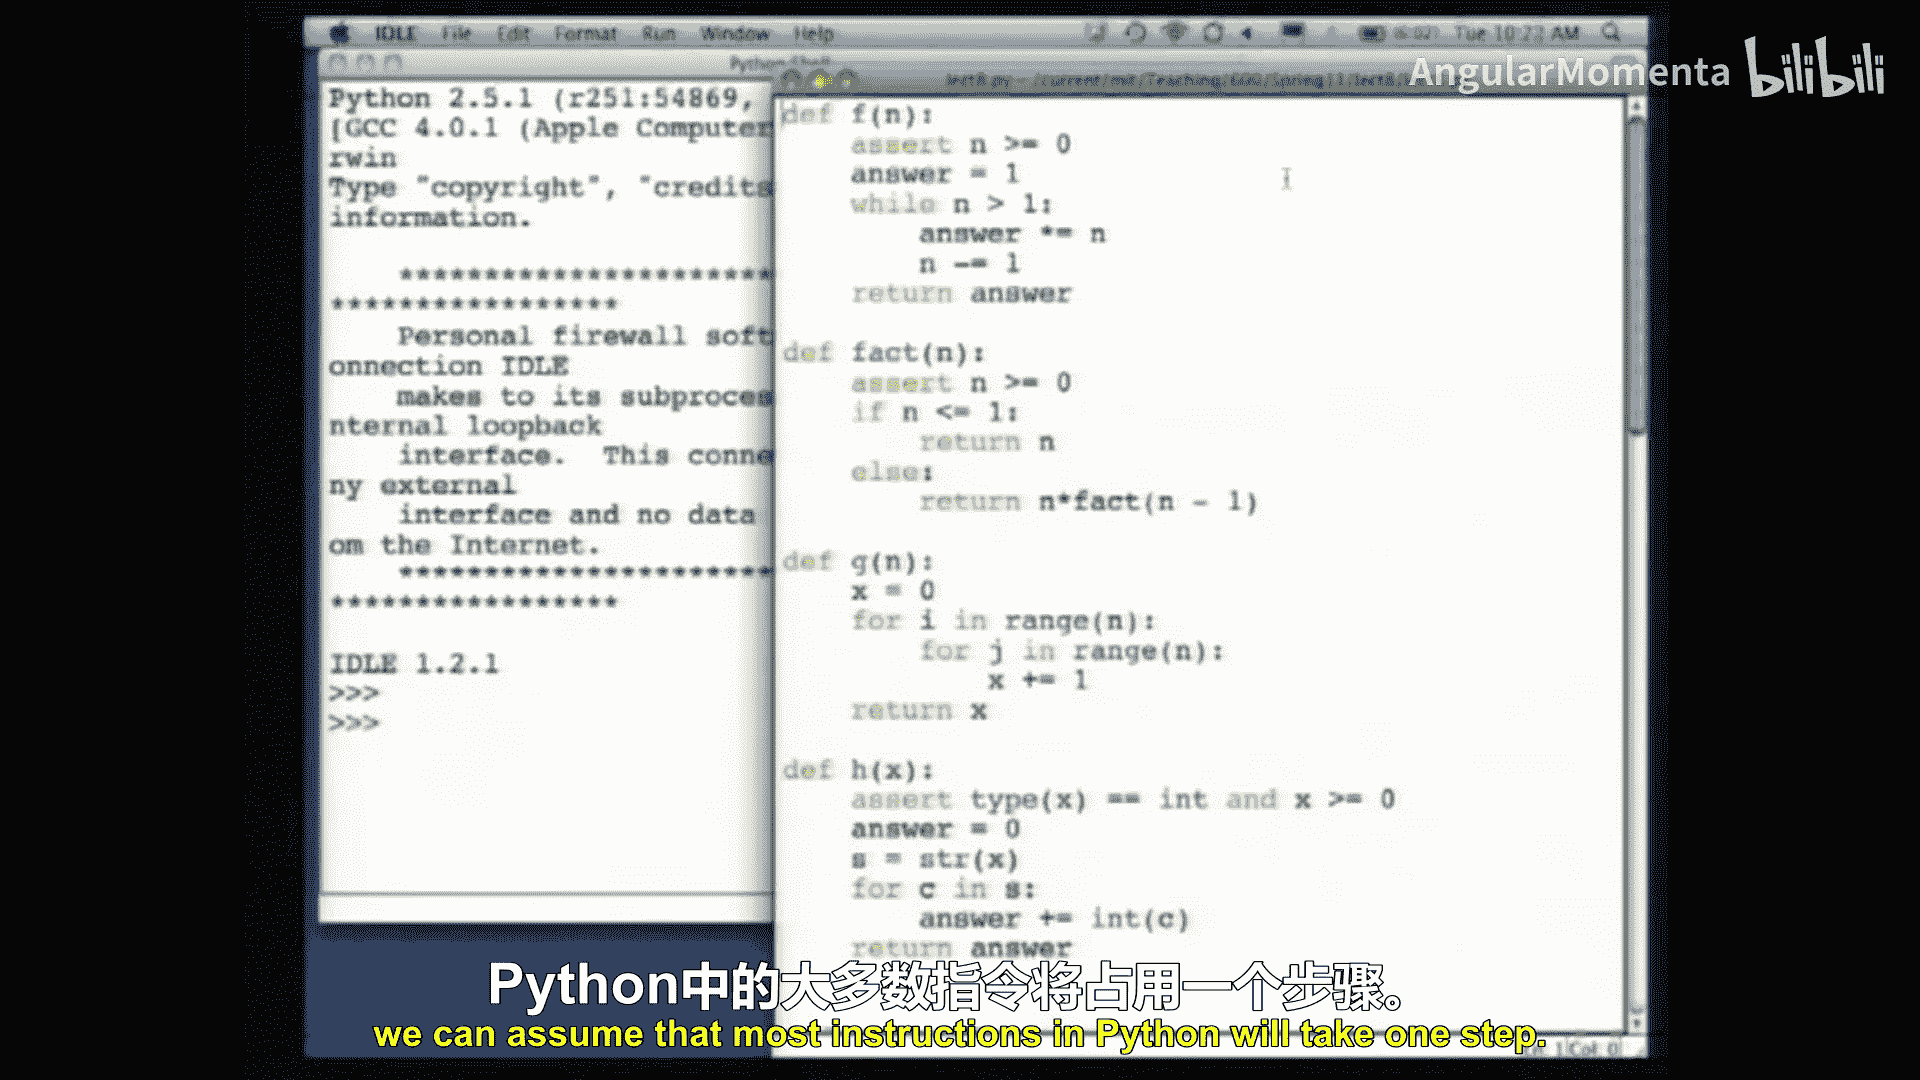 IDLE File Edit Format Run Window Help
Tue 10:23 AM
AngularMomenta bilibili
Python 2.5.1 (r251:54869,
[GCC 4.0.1 (Apple Computer
rwin
Type "copyright", "credits
information.
***********************
*****************
Personal firewall soft
onnection IDLE
makes to its subproces
nternal loopback
interface.  This conne
ny external
interface and no data
om the Internet.
***********************
*****************
IDLE 1.2.1
>>>
>>>
def f(n):
assert n >= 0
answer = 1
while n > 1:
answer *= n
n -= 1
return answer
def fact(n):
assert n >= 0
if n <= 1:
return n
else:
return n*fact(n - 1)
def g(n):
x = 0
for i in range(n):
for j in range(n):
x += 1
return x
def h(x):
assert type(x) == int and x >= 0
answer = 0
s = str(x)
for c in s:
answer += int(c)
return answer
Python中的大多数指令将占用一个步骤。
we can assume that most instructions in Python will take one step.